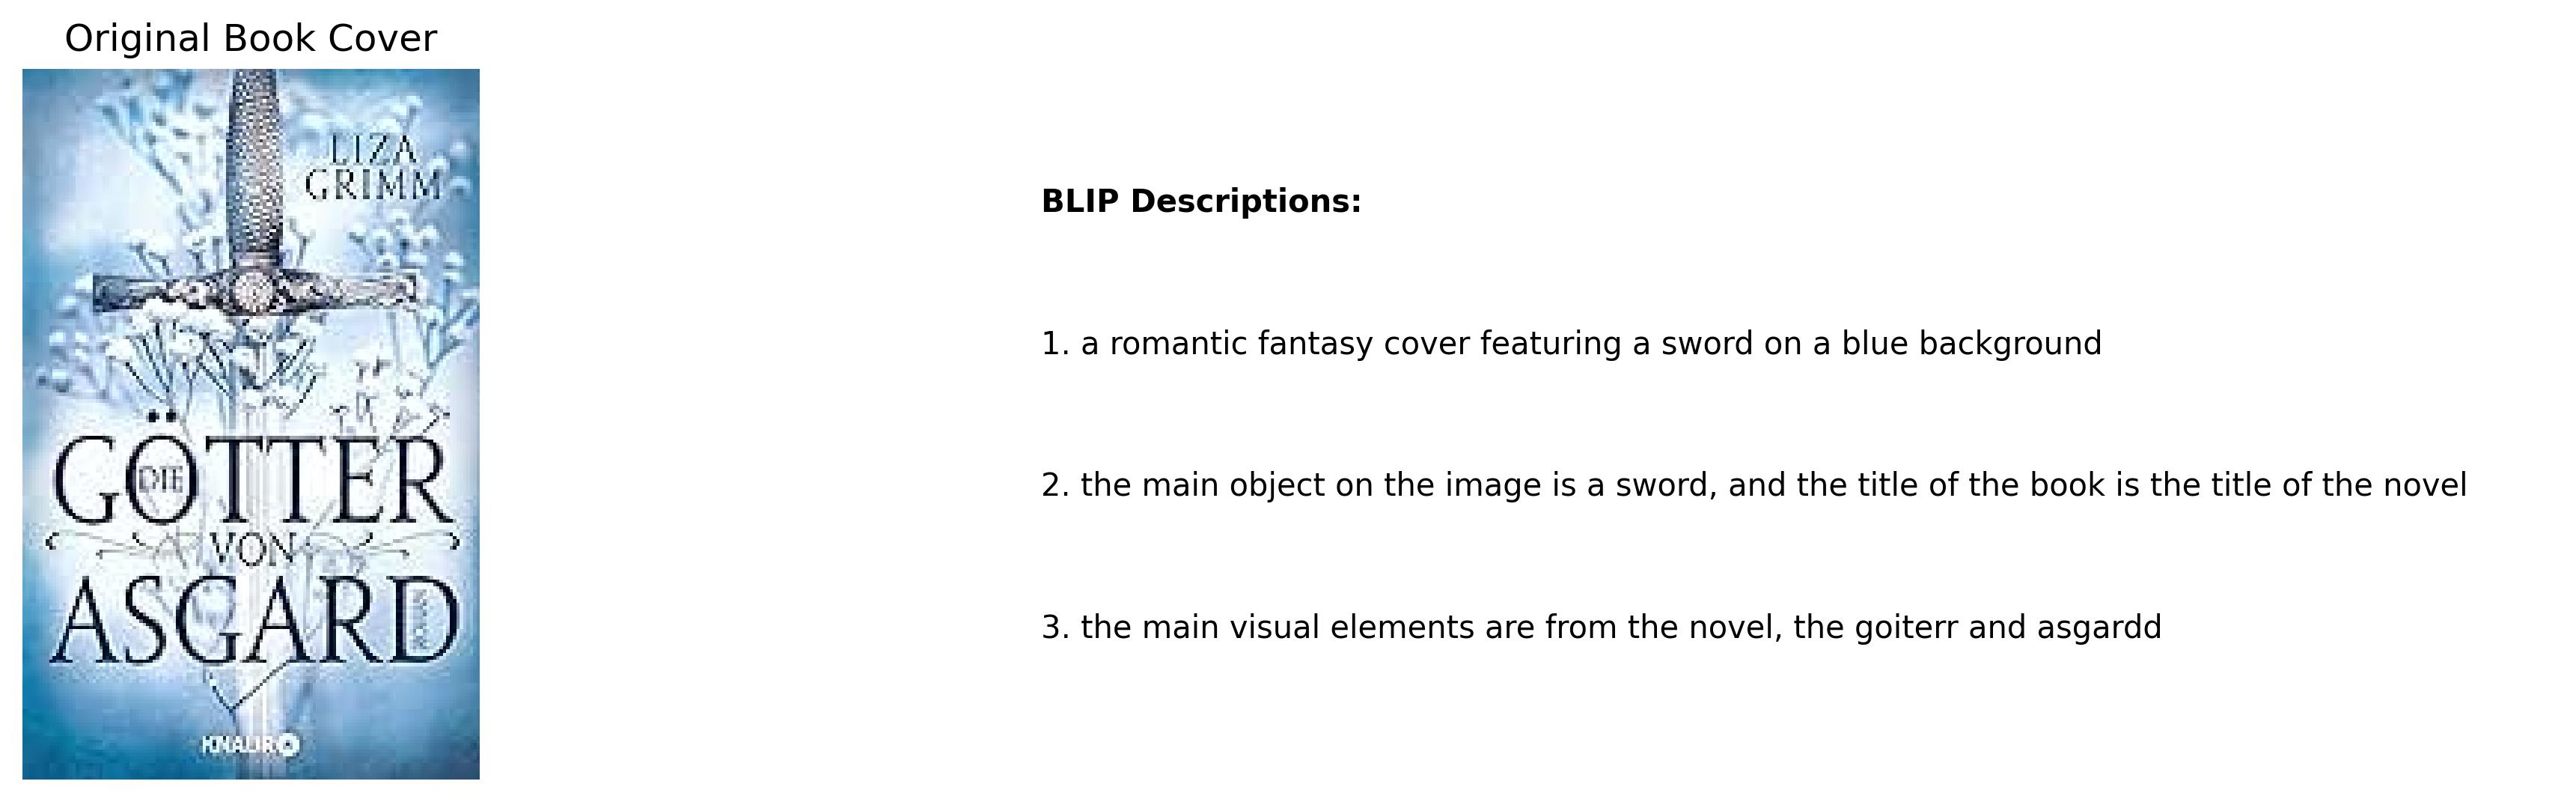 Original Book Cover
LIZA
GRIMM
DIE
GÖTTER
VON
ASGARD
KNAUR
BLIP Descriptions:
1. a romantic fantasy cover featuring a sword on a blue background
2. the main object on the image is a sword, and the title of the book is the title of the novel
3. the main visual elements are from the novel, the goiterr and asgardd